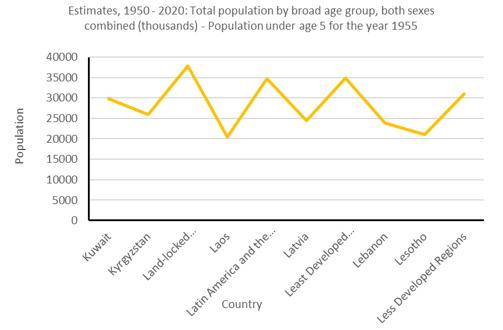 Estimates, 1950 - 2020: Total population by broad age group, both sexes
combined (thousands) - Population under age 5 for the year 1955
Population
40000
35000
30000
25000
20000
15000
10000
5000
0
Kuwait
Kyrgyzstan
Land-locked...
Laos
Latin America and the...
Latvia
Least Developed...
Lebanon
Lesotho
Less Developed Regions
Country